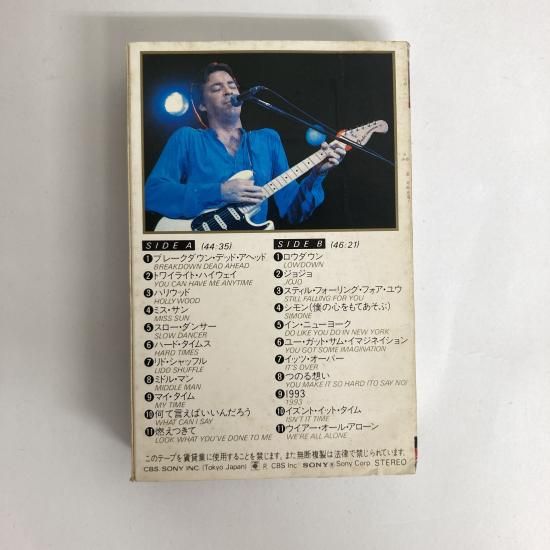 SIDE A (44:35)
❶ブレークダウン・デッド・アヘッド
BREAKDOWN DEAD AHEAD
❷トワイライト・ハイウェイ
YOU CAN HAVE ME ANYTIME
❸ハリウッド
HOLLYWOOD
❹ミス・サン
MISS SUN
❺スロー・ダンサー
SLOW DANCER
❻ハード・タイムス
HARD TIMES
❼リド・シャッフル
LIDO SHUFFLE
❽ミドル・マン
MIDDLE MAN
❾マイ・タイム
MY TIME
❿何て言えばいいんだろう
WHAT CAN I SAY
⓫燃えつきて
LOOK WHAT YOU'VE DONE TO ME
SIDE B (46:21)
❶ロウダウン
LOWDOWN
❷ジョジョ
JOJO
❸スティル・フォーリング・フォア・ユウ
STILL FALLING FOR YOU
❹シモン(僕の心をもてあそぶ)
SIMONE
❺イン・ニューヨーク
DO LIKE YOU DO IN NEW YORK
❻ユー・ガット・サム・イマジネイション
YOU GOT SOME IMAGINATION
❼イッツ・オーバー
IT'S OVER
❽つのる想い
YOU MAKE IT SO HARD (TO SAY NO)
❾1993
1993
❿イズント・イット・タイム
ISN'T IT TIME
⓫ウイアー・オール・アローン
WE'RE ALL ALONE
このテープを賃貸業に使用することを禁じます。また無断複製は法律で禁じられています。
CBS SONY INC. (Tokyo Japan) ℗ CBS Inc. SONY ® Sony Corp. STEREO